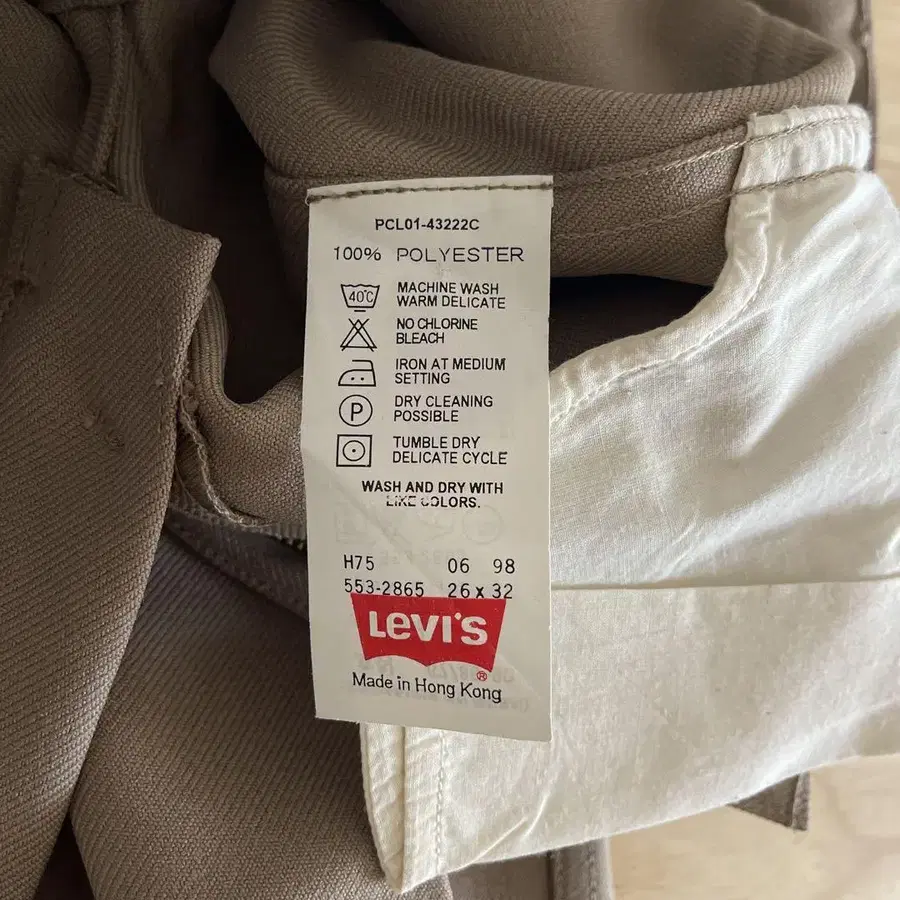 PCL01-43222C
100% POLYESTER
40°C
MACHINE WASH
WARM DELICATE
NO CHLORINE
BLEACH
IRON AT MEDIUM
SETTING
P
DRY CLEANING
POSSIBLE
TUMBLE DRY
DELICATE CYCLE
WASH AND DRY WITH
LIKE COLORS.
H75 06 98
553-2865 26 x 32
LEVI'S
®
Made in Hong Kong